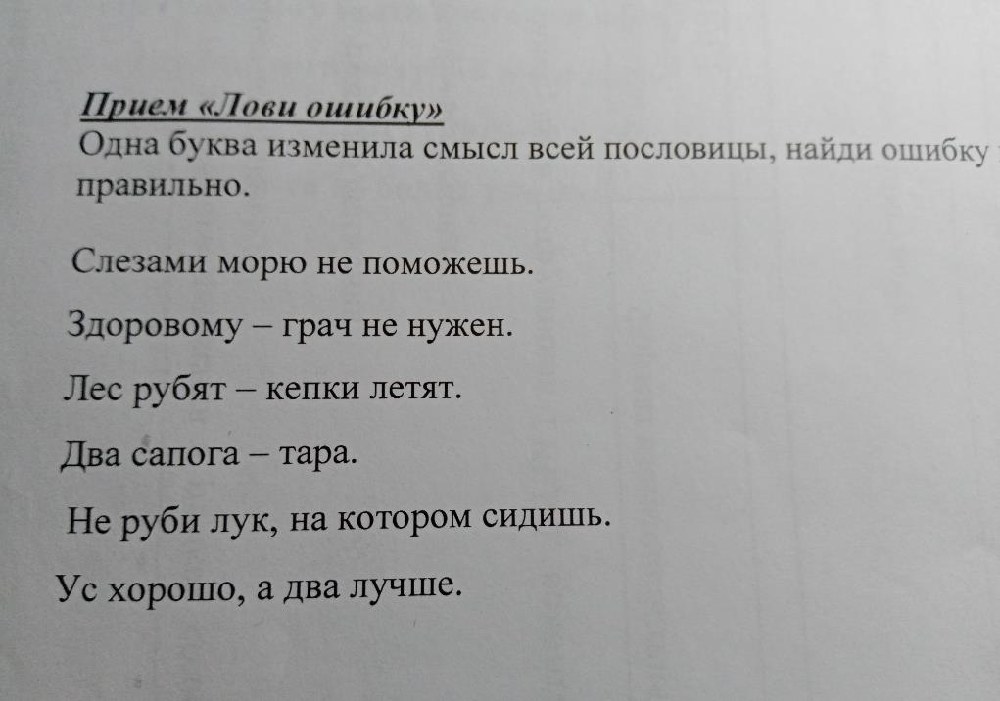 Прием «Лови ошибку»
Одна буква изменила смысл всей пословицы, найди ошибку
правильно.
Слезами морю не поможешь.
Здоровому – грач не нужен.
Лес рубят – кепки летят.
Два сапога – тара.
Не руби лук, на котором сидишь.
Ус хорошо, а два лучше.